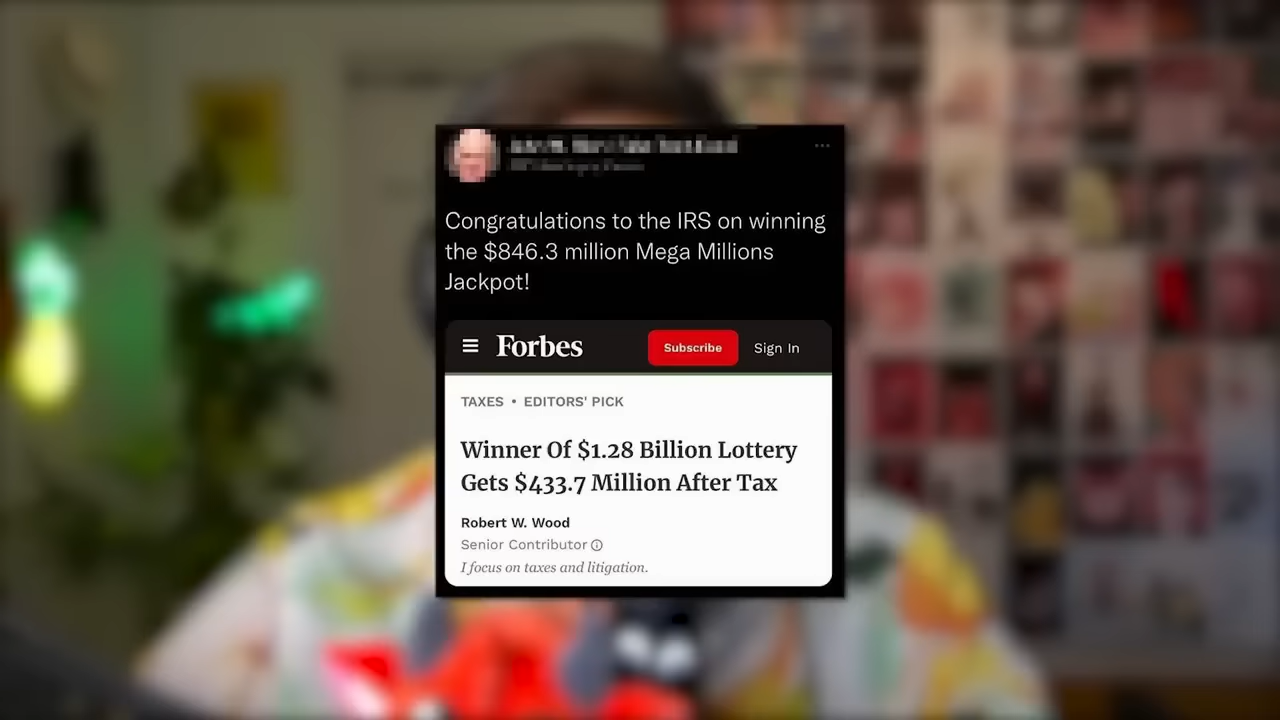 Congratulations to the IRS on winning
the $846.3 million Mega Millions
Jackpot!
Forbes
Subscribe
Sign In
TAXES • EDITORS' PICK
Winner Of $1.28 Billion Lottery
Gets $433.7 Million After Tax
Robert W. Wood
Senior Contributor
I focus on taxes and litigation.